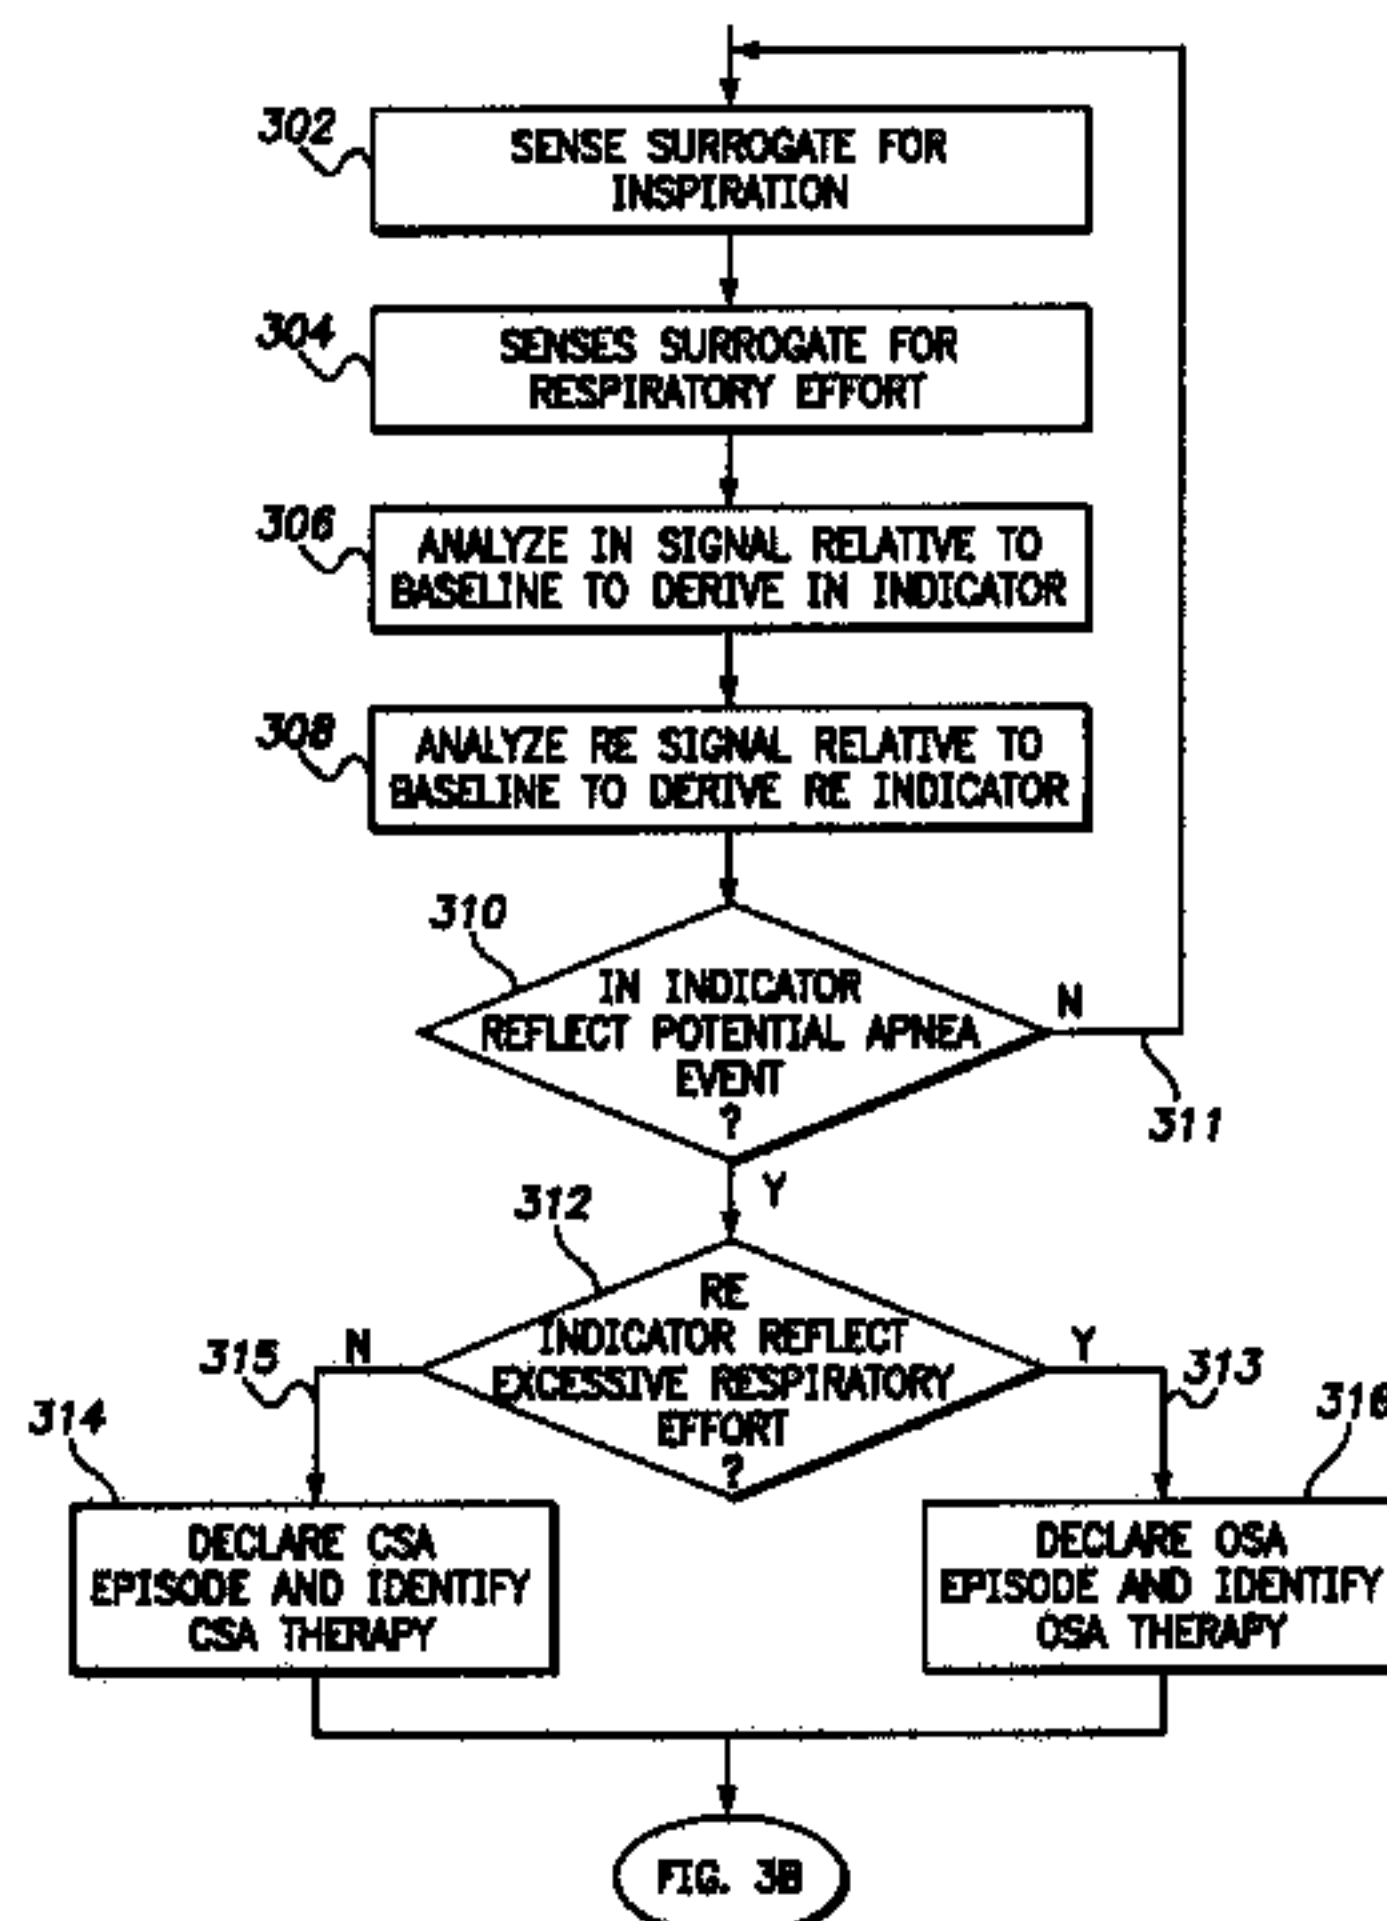 302
SENSE SURROGATE FOR
INSPIRATION
304
SENSES SURROGATE FOR
RESPIRATORY EFFORT
306
ANALYZE IN SIGNAL RELATIVE TO
BASELINE TO DERIVE IN INDICATOR
308
ANALYZE RE SIGNAL RELATIVE TO
BASELINE TO DERIVE RE INDICATOR
310
IN INDICATOR
REFLECT POTENTIAL APNEA
EVENT
?
N
311
Y
312
RE
INDICATOR REFLECT
EXCESSIVE RESPIRATORY
EFFORT
?
N
315
Y
313
314
DECLARE CSA
EPISODE AND IDENTIFY
CSA THERAPY
316
DECLARE OSA
EPISODE AND IDENTIFY
OSA THERAPY
FIG. 3B